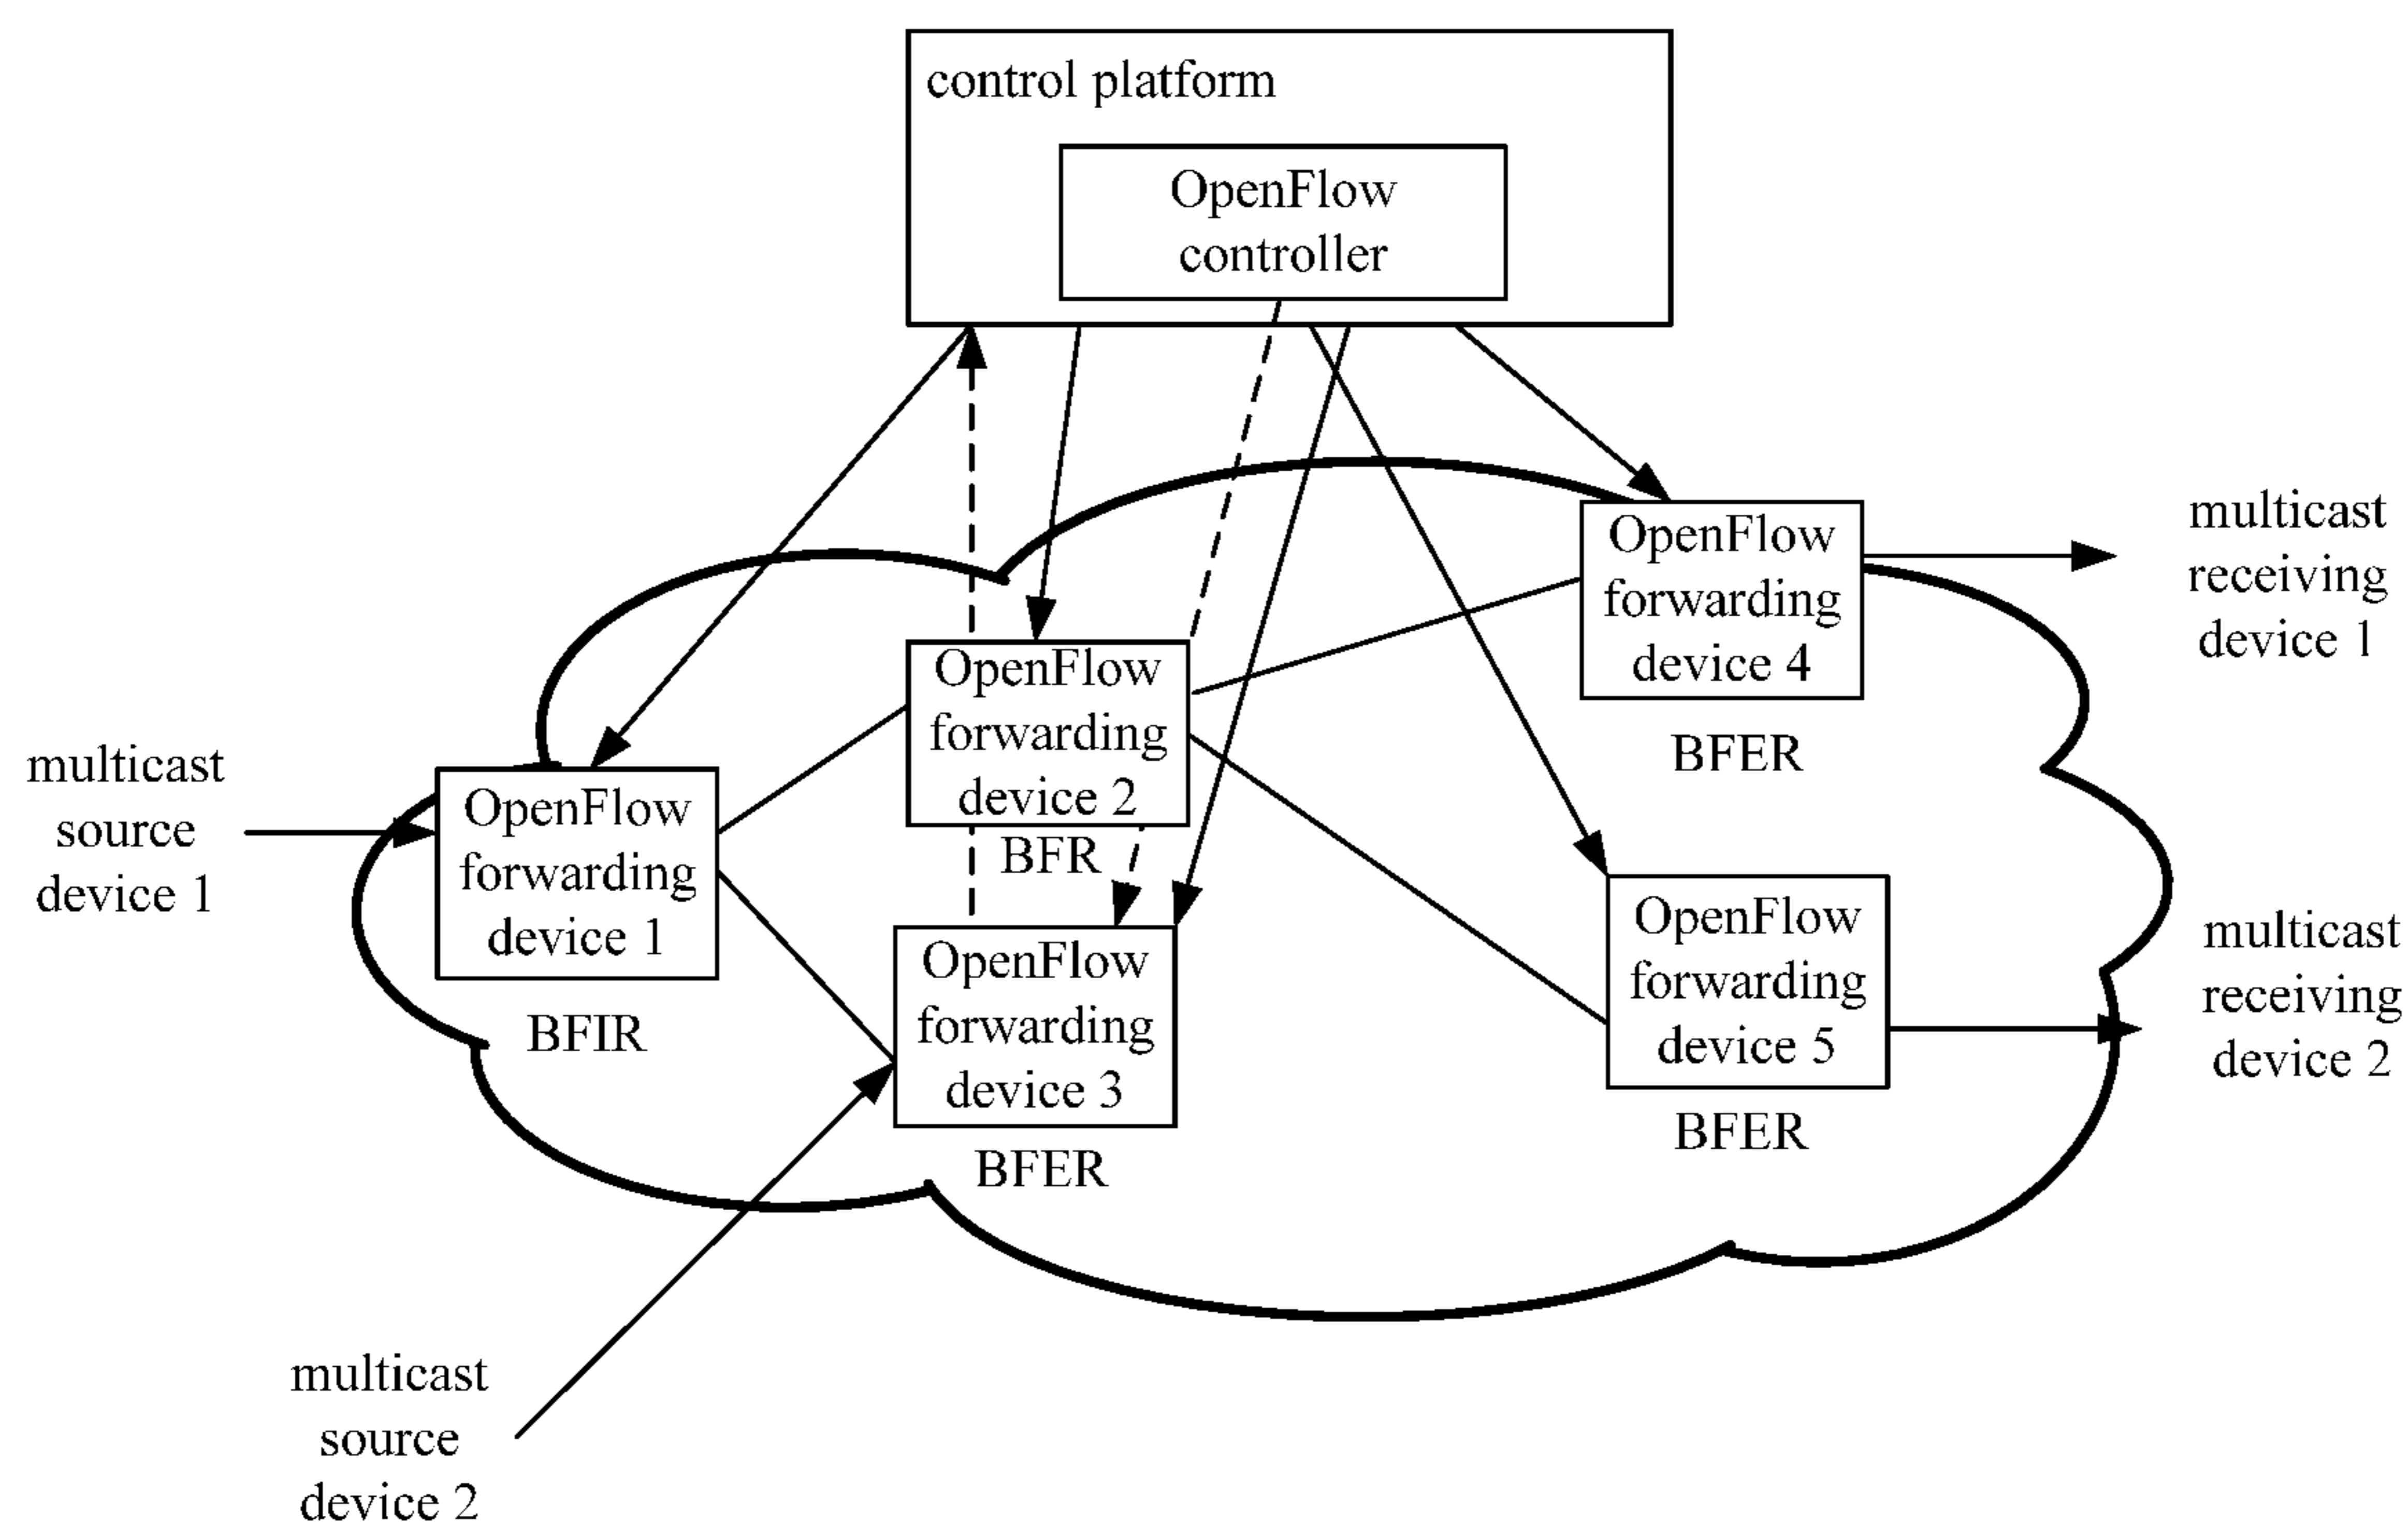 control platform
OpenFlow
controller
OpenFlow
forwarding
device 4
BFER
multicast
receiving
device 1
OpenFlow
forwarding
device 2
BFR
multicast
source
device 1
OpenFlow
forwarding
device 1
BFIR
OpenFlow
forwarding
device 3
BFER
OpenFlow
forwarding
device 5
BFER
multicast
receiving
device 2
multicast
source
device 2